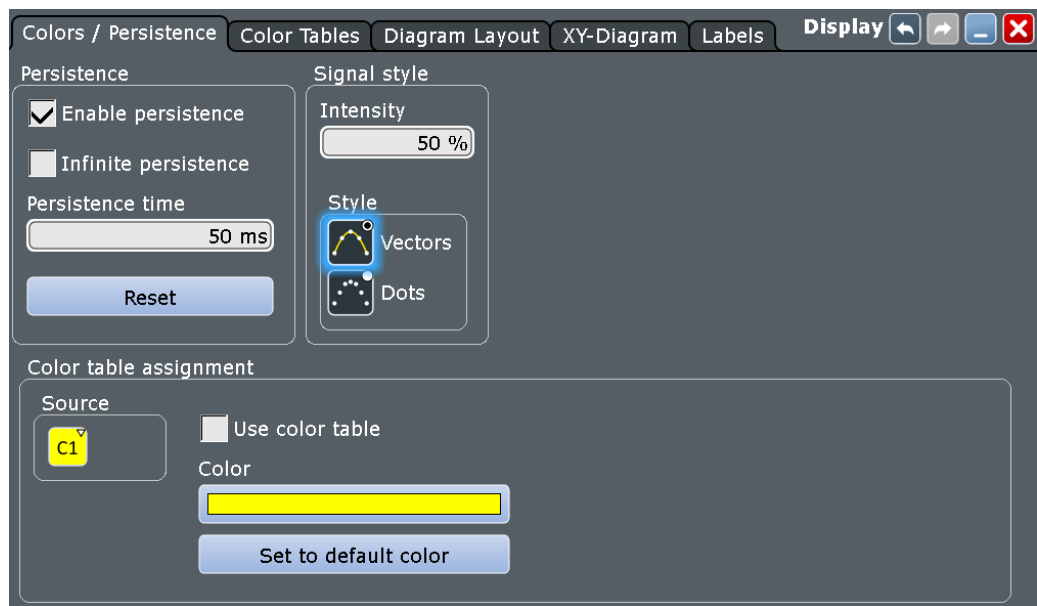 Colors / Persistence Color Tables Diagram Layout XY-Diagram Labels Display
Persistence
Enable persistence
Infinite persistence
Persistence time
50 ms
Reset
Signal style
Intensity
50 %
Style
Vectors
Dots
Color table assignment
Source
C1
Use color table
Color
Set to default color